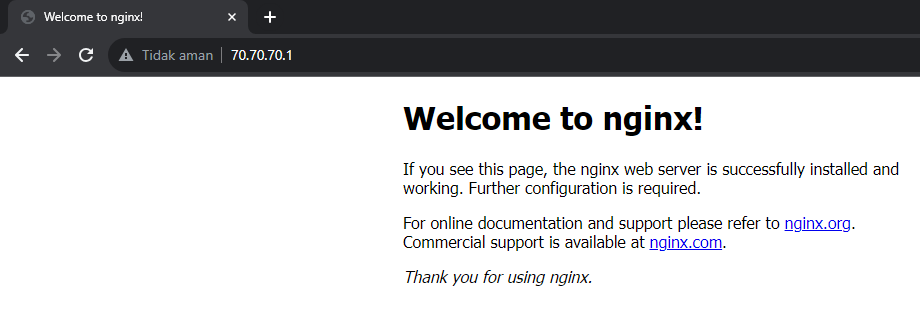 Welcome to nginx!
Tidak aman
70.70.70.1
Welcome to nginx!
If you see this page, the nginx web server is successfully installed and
working. Further configuration is required.
For online documentation and support please refer to nginx.org.
Commercial support is available at nginx.com.
Thank you for using nginx.